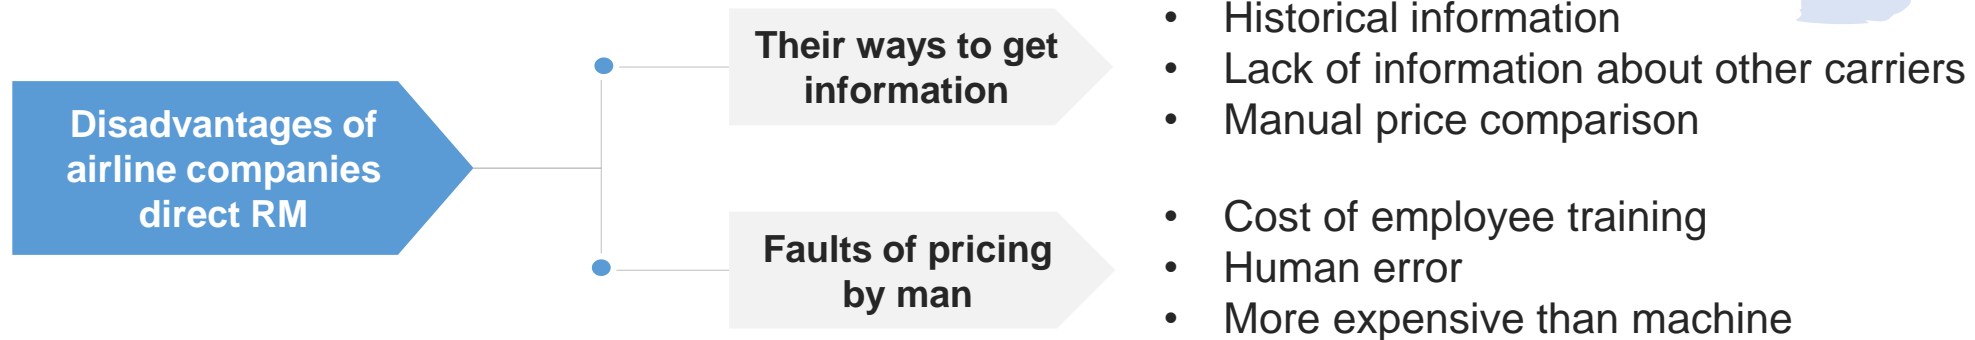 Disadvantages of
airline companies
direct RM
Their ways to get
information
• Historical information
• Lack of information about other carriers
• Manual price comparison
Faults of pricing
by man
• Cost of employee training
• Human error
• More expensive than machine